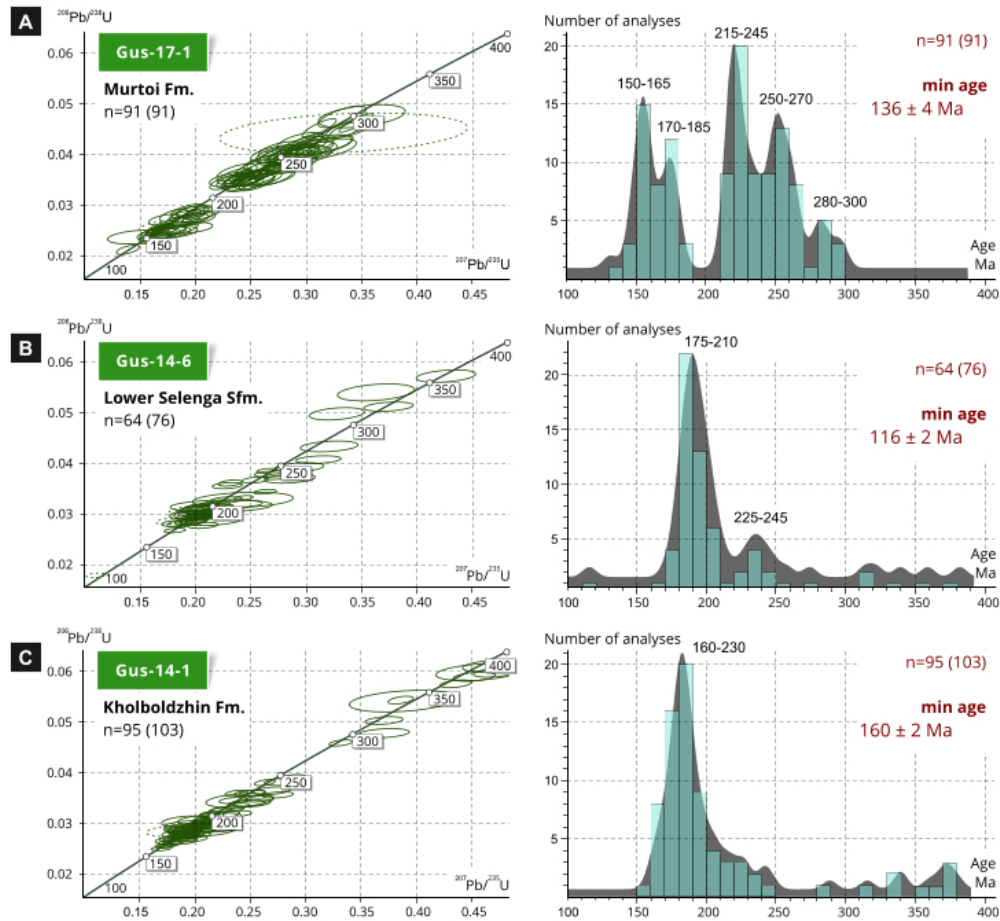 A
²⁰⁶Pb/²³⁸U
Gus-17-1
Murtoi Fm.
n=91 (91)
0.06
0.05
0.04
0.03
0.02
100
150
200
250
300
350
400
²⁰⁷Pb/²³⁵U
0.15 0.20 0.25 0.30 0.35 0.40 0.45
Number of analyses
20
15
10
5
150-165
170-185
215-245
250-270
280-300
n=91 (91)
min age
136 ± 4 Ma
Age
Ma
100 150 200 250 300 350 400
B
²⁰⁶Pb/²³⁸U
Gus-14-6
Lower Selenga Sfm.
n=64 (76)
0.06
0.05
0.04
0.03
0.02
100
150
200
250
300
350
400
²⁰⁷Pb/²³⁵U
0.15 0.20 0.25 0.30 0.35 0.40 0.45
Number of analyses
20
15
10
5
175-210
225-245
n=64 (76)
min age
116 ± 2 Ma
Age
Ma
100 150 200 250 300 350 400
C
²⁰⁶Pb/²³⁸U
Gus-14-1
Kholboldzhin Fm.
n=95 (103)
0.06
0.05
0.04
0.03
0.02
100
150
200
250
300
350
400
²⁰⁷Pb/²³⁵U
0.15 0.20 0.25 0.30 0.35 0.40 0.45
Number of analyses
20
15
10
5
160-230
n=95 (103)
min age
160 ± 2 Ma
Age
Ma
100 150 200 250 300 350 400